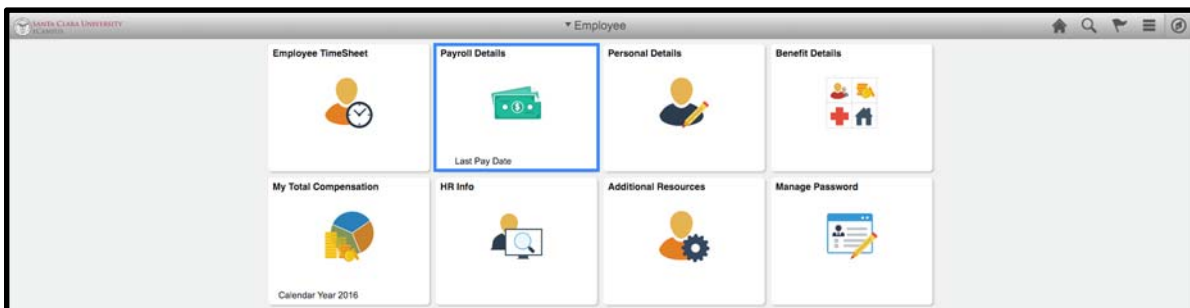 SANTA CLARA UNIVERSITY
ECAMPUS
Employee
Employee TimeSheet
Payroll Details
Personal Details
Benefit Details
Last Pay Date
My Total Compensation
HR Info
Additional Resources
Manage Password
Calendar Year 2016